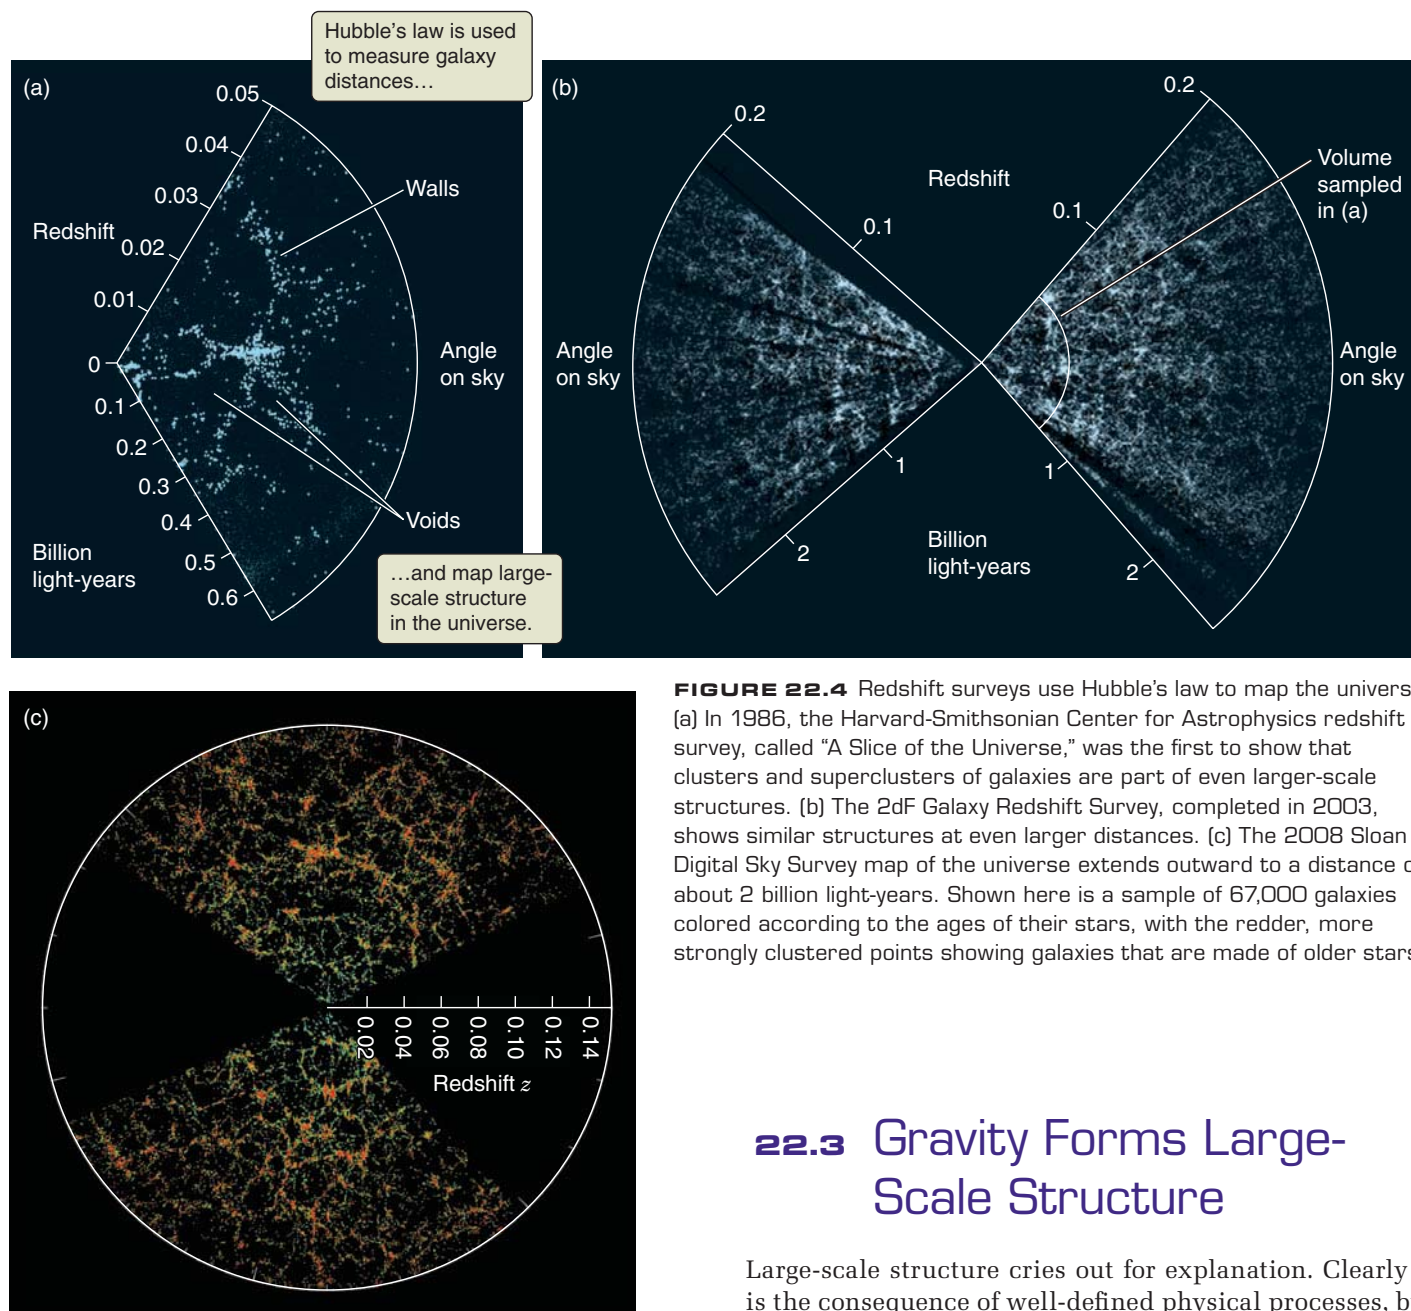 Hubble's law is used
to measure galaxy
distances…
(a)
0.05
0.04
0.03
Redshift
0.02
0.01
0
0.1
0.2
0.3
0.4
0.5
0.6
Billion
light-years
Walls
Angle
on sky
Voids
…and map large-
scale structure
in the universe.
(b)
0.2
0.1
Redshift
0.2
0.1
Volume
sampled
in (a)
Angle
on sky
Angle
on sky
1
2
1
2
Billion
light-years
(c)
0.02
0.04
0.06
0.08
0.10
0.12
0.14
Redshift z
FIGURE 22.4 Redshift surveys use Hubble's law to map the univers
(a) In 1986, the Harvard-Smithsonian Center for Astrophysics redshift
survey, called “A Slice of the Universe,” was the first to show that
clusters and superclusters of galaxies are part of even larger-scale
structures. (b) The 2dF Galaxy Redshift Survey, completed in 2003,
shows similar structures at even larger distances. (c) The 2008 Sloan
Digital Sky Survey map of the universe extends outward to a distance o
about 2 billion light-years. Shown here is a sample of 67,000 galaxies
colored according to the ages of their stars, with the redder, more
strongly clustered points showing galaxies that are made of older stars
22.3 Gravity Forms Large-
Scale Structure
Large-scale structure cries out for explanation. Clearly
is the consequence of well-defined physical processes, b